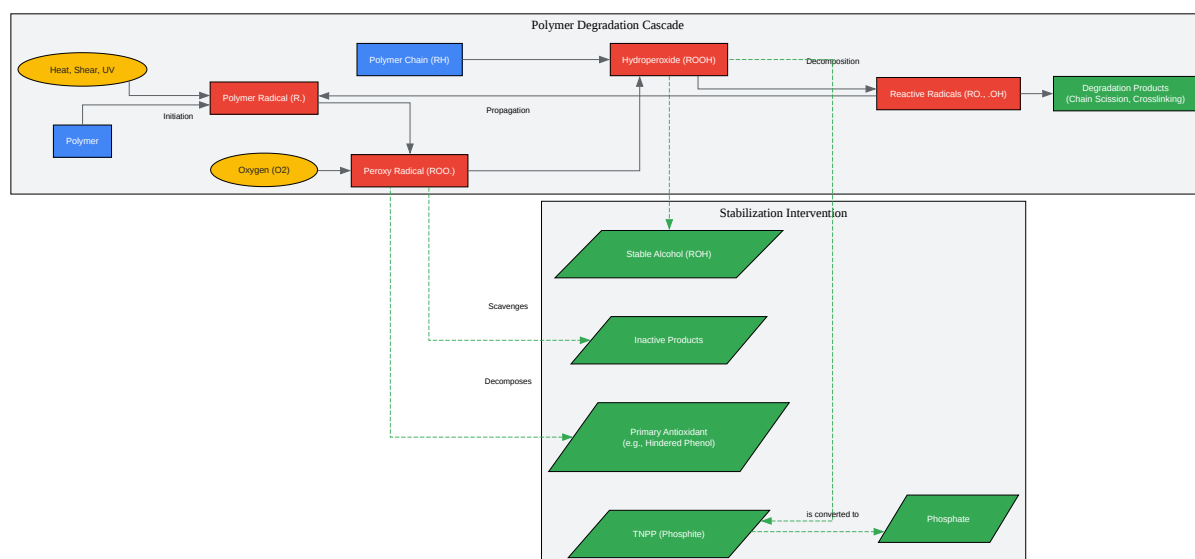 Polymer Degradation Cascade
Polymer Chain (RH)
Hydroperoxide (ROOH)
Decomposition
Heat, Shear, UV
Polymer Radical (R.)
Reactive Radicals (RO., .OH)
Degradation Products
(Chain Scission, Crosslinking)
Initiation
Propagation
Polymer
Oxygen (O2)
Peroxy Radical (ROO.)
Stabilization Intervention
Stable Alcohol (ROH)
Scavenges
Inactive Products
Decomposes
Primary Antioxidant
(e.g., Hindered Phenol)
TNPP (Phosphite)
is converted to
Phosphate